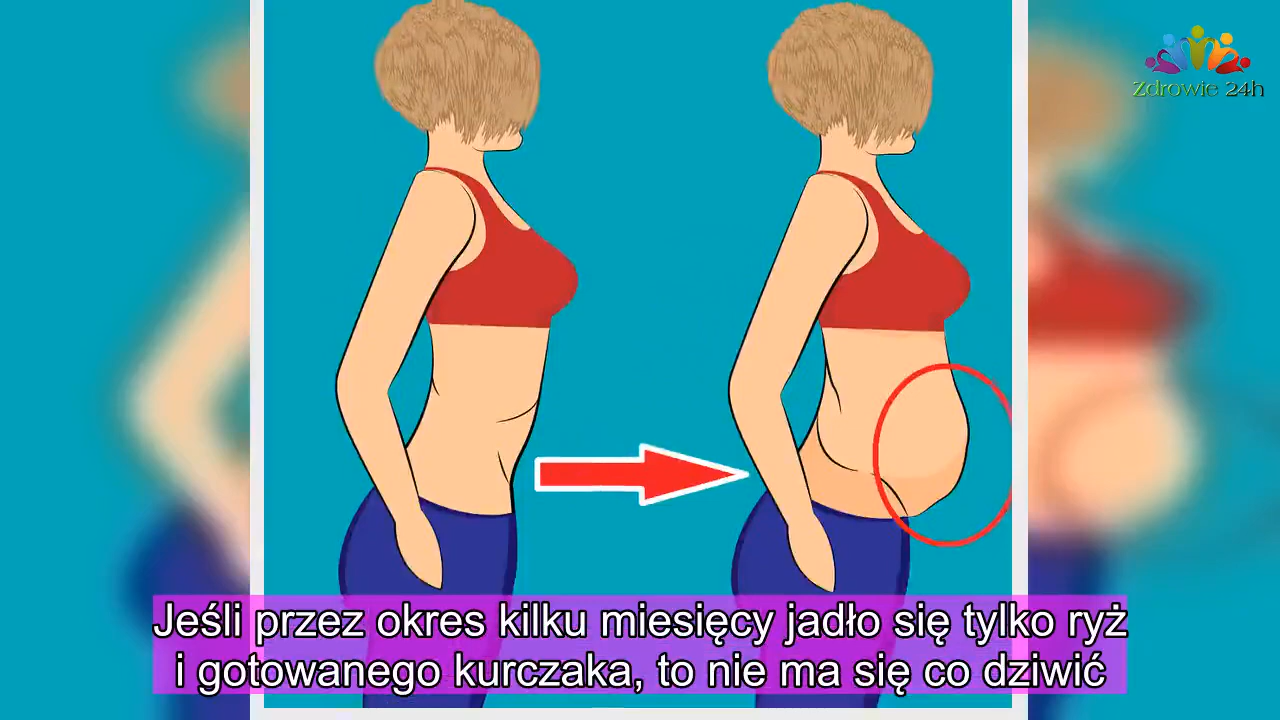 Zdrowie 24h
Jeśli przez okres kilku miesięcy jadło się tylko ryż
i gotowanego kurczaka, to nie ma się co dziwić